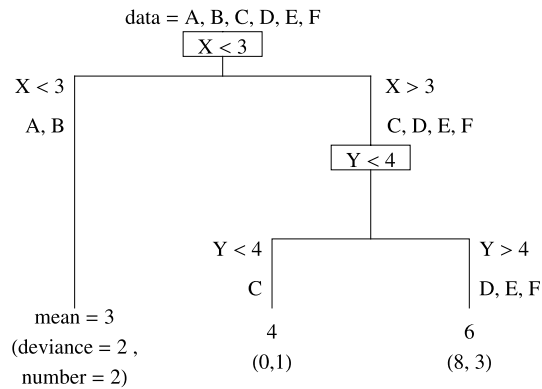 data = A, B, C, D, E, F
X < 3
X < 3
X > 3
A, B
C, D, E, F
Y < 4
Y < 4
Y > 4
C
D, E, F
mean = 3
(deviance = 2 ,
number = 2)
4
(0,1)
6
(8, 3)